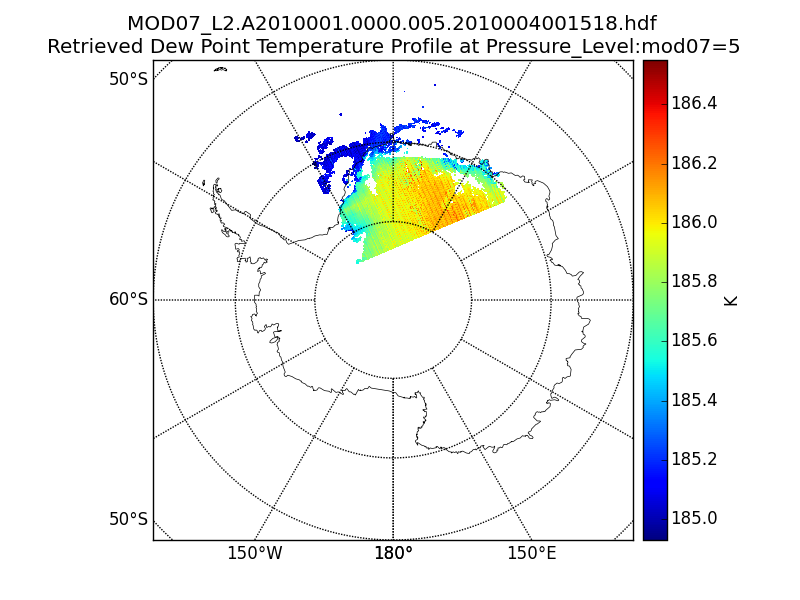 MOD07_L2.A2010001.0000.005.2010004001518.hdf
Retrieved Dew Point Temperature Profile at Pressure_Level:mod07=5
50°S
60°S
50°S
150°W
180°
150°E
186.4
186.2
186.0
185.8
185.6
185.4
185.2
185.0
K